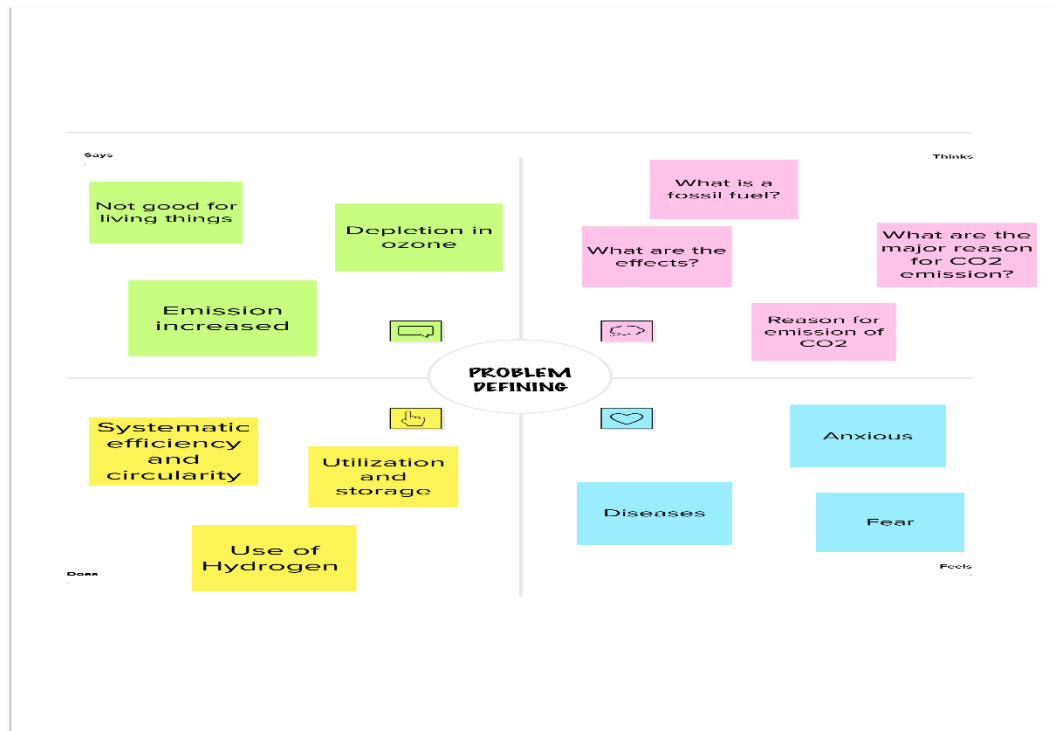 Says
Not good for
living things
Depletion in
ozone
Emission
increased
Thinks
What is a
fossil fuel?
What are the
effects?
What are the
major reason
for CO2
emission?
Reason for
emission of
CO2
PROBLEM
DEFINING
Systematic
efficiency
and
circularity
Utilization
and
storage
Use of
Hydrogen
Does
Anxious
Diseases
Fear
Feels